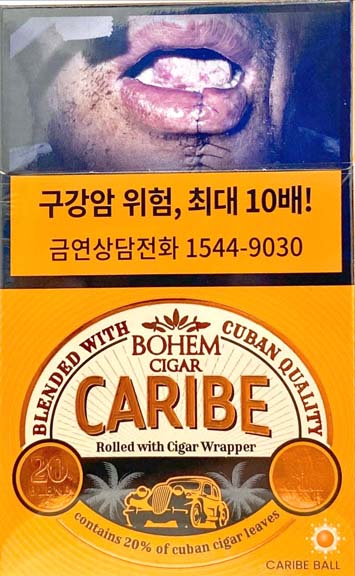 구강암 위험, 최대 10배!
금연상담전화 1544-9030
BLENDED WITH CUBAN QUALITY
BOHEM
CIGAR
CARIBE
Rolled with Cigar Wrapper
20
contains 20% of cuban cigar leaves
CARIBE BALL